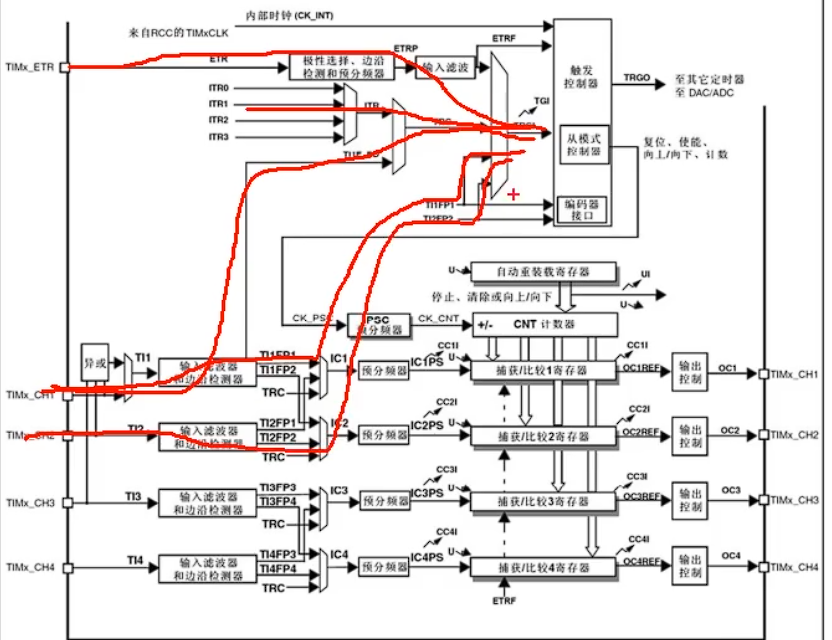 内部时钟 (CK_INT)
来自RCC的TIMxCLK
TIMx_ETR
ETR
极性选择、边沿
检测和预分频器
ETRP
输入滤波
ETRF
触发
控制器
TRGO
至其它定时器
至 DAC/ADC
ITR0
ITR1
ITR2
ITR3
ITR
TGI
从模式
控制器
复位、使能、
向上/向下、计数
编码器
接口
TI1FP1
TI2FP2
U
自动重装载寄存器
UI
停止、清除或向上/向下
U
CK_PSC
PSC
预分频器
CK_CNT
+/-
CNT 计数器
异或
TI1
输入滤波器
和边沿检测器
TI1FP1
TI1FP2
TRC
IC1
预分频器
IC1PS
CC1I
U
捕获/比较1寄存器
CC1I
OC1REF
输出
控制
OC1
TIMx_CH1
TIMx_CH1
TIMx_CH2
TI2
输入滤波器
和边沿检测器
TI2FP1
TI2FP2
TRC
IC2
预分频器
IC2PS
CC2I
U
捕获/比较2寄存器
CC2I
OC2REF
输出
控制
OC2
TIMx_CH2
TIMx_CH3
TI3
输入滤波器
和边沿检测器
TI3FP3
TI3FP4
TRC
IC3
预分频器
IC3PS
CC3I
U
捕获/比较3寄存器
CC3I
OC3REF
输出
控制
OC3
TIMx_CH3
TIMx_CH4
TI4
输入滤波器
和边沿检测器
TI4FP3
TI4FP4
TRC
IC4
预分频器
IC4PS
CC4I
U
捕获/比较4寄存器
CC4I
OC4REF
输出
控制
OC4
TIMx_CH4
ETRF